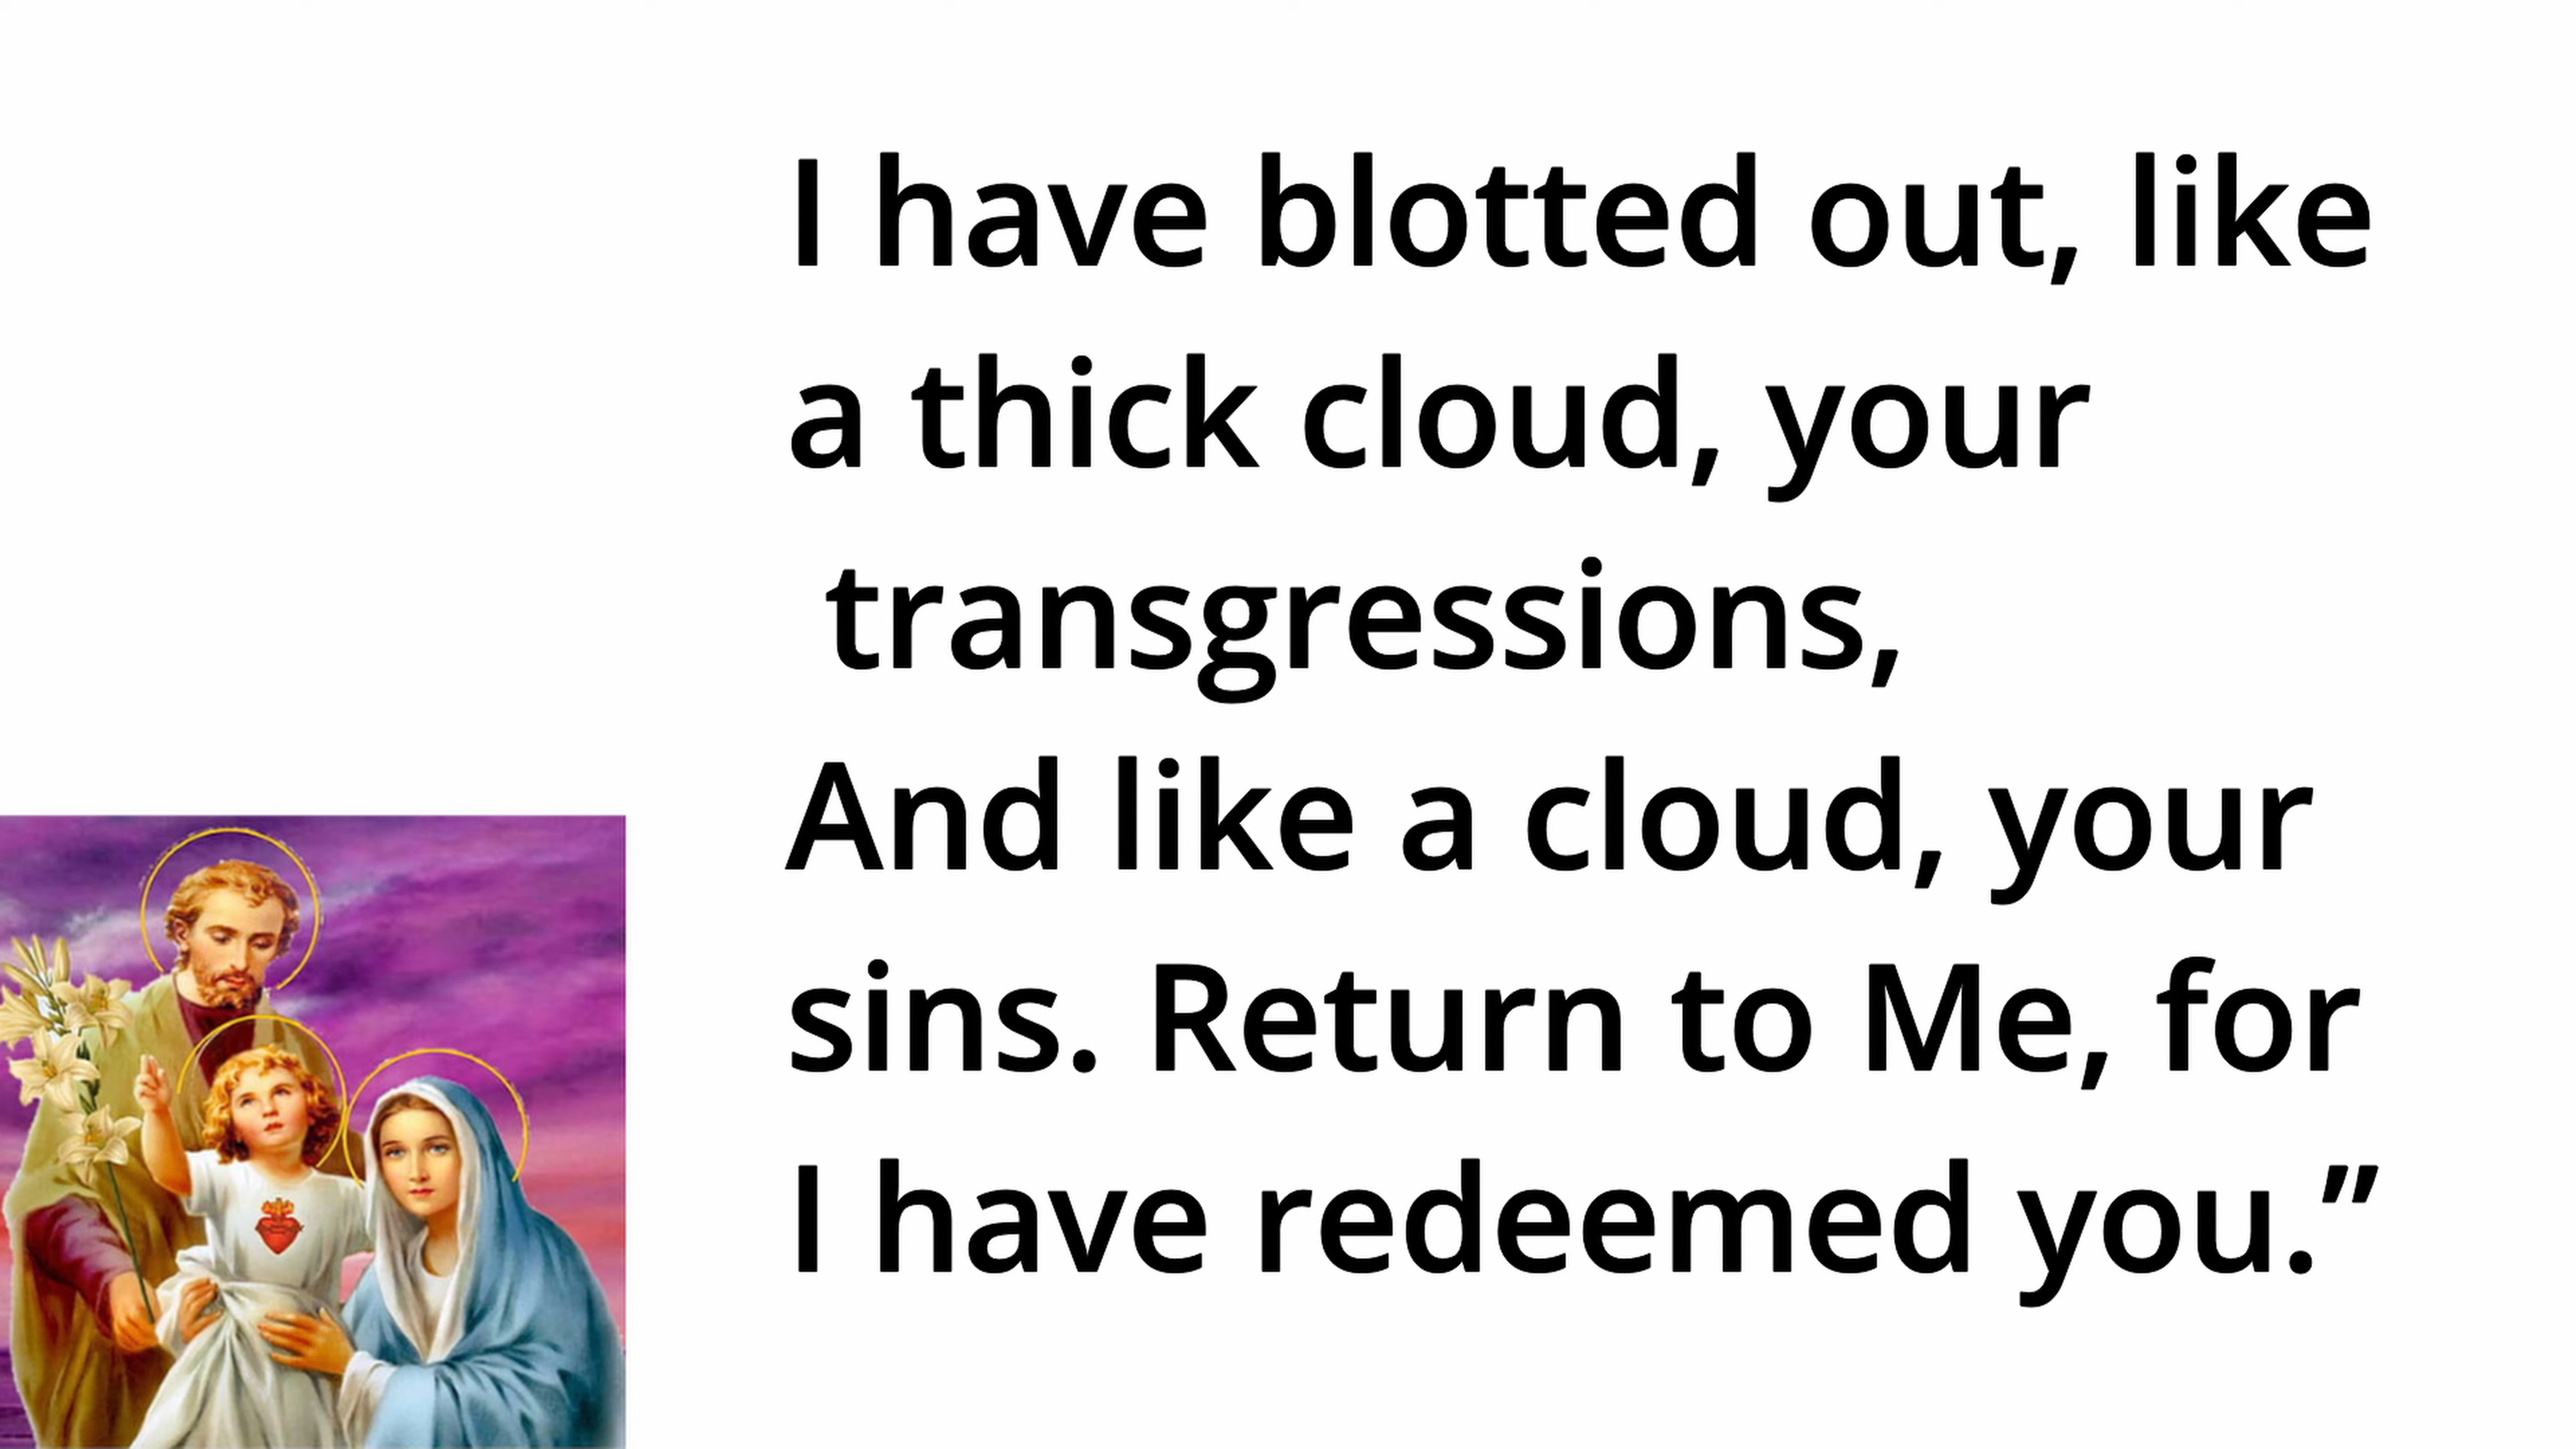 I have blotted out, like
a thick cloud, your
transgressions,
And like a cloud, your
sins. Return to Me, for
I have redeemed you.”